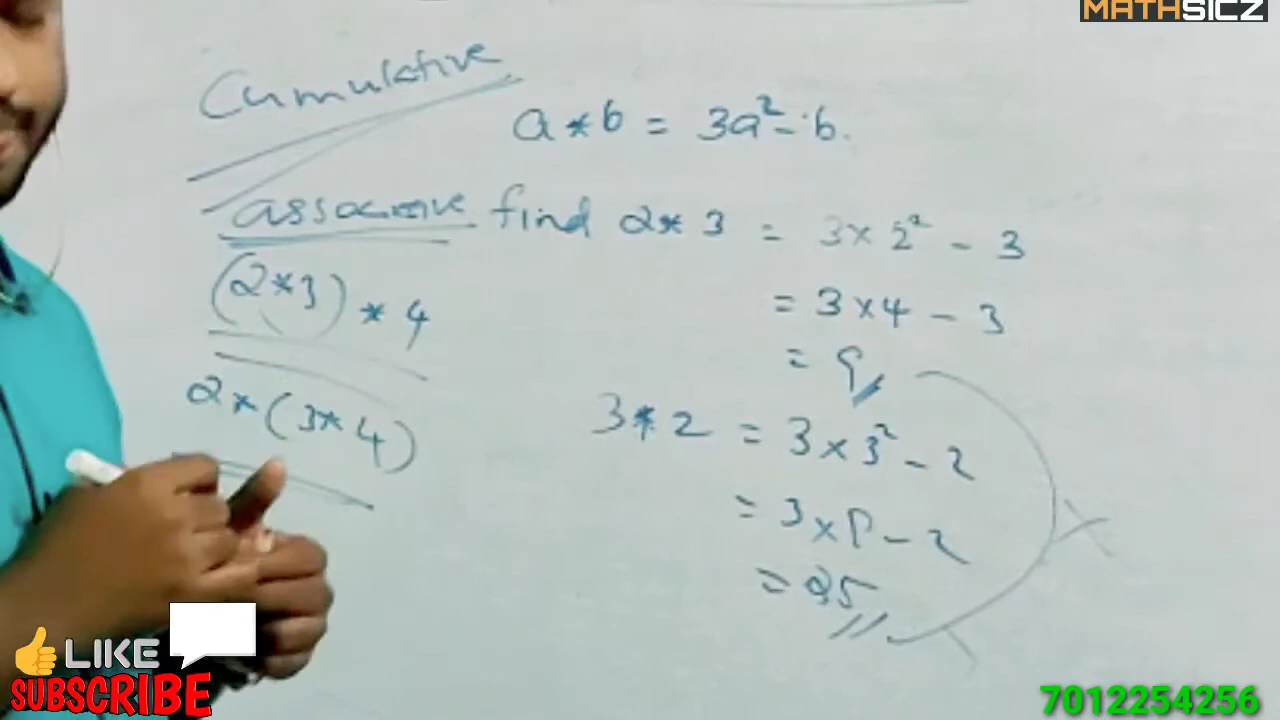 MATHSICZ
Cumulative
a * b = 3a² - b.
associative find 2 * 3 = 3 × 2² - 3
(2 * 3) * 4
= 3 × 4 - 3
= 9
2 * (3 * 4)
3 * 2 = 3 × 3² - 2
= 3 × 9 - 2
= 25
LIKE
SUBSCRIBE
7012254256